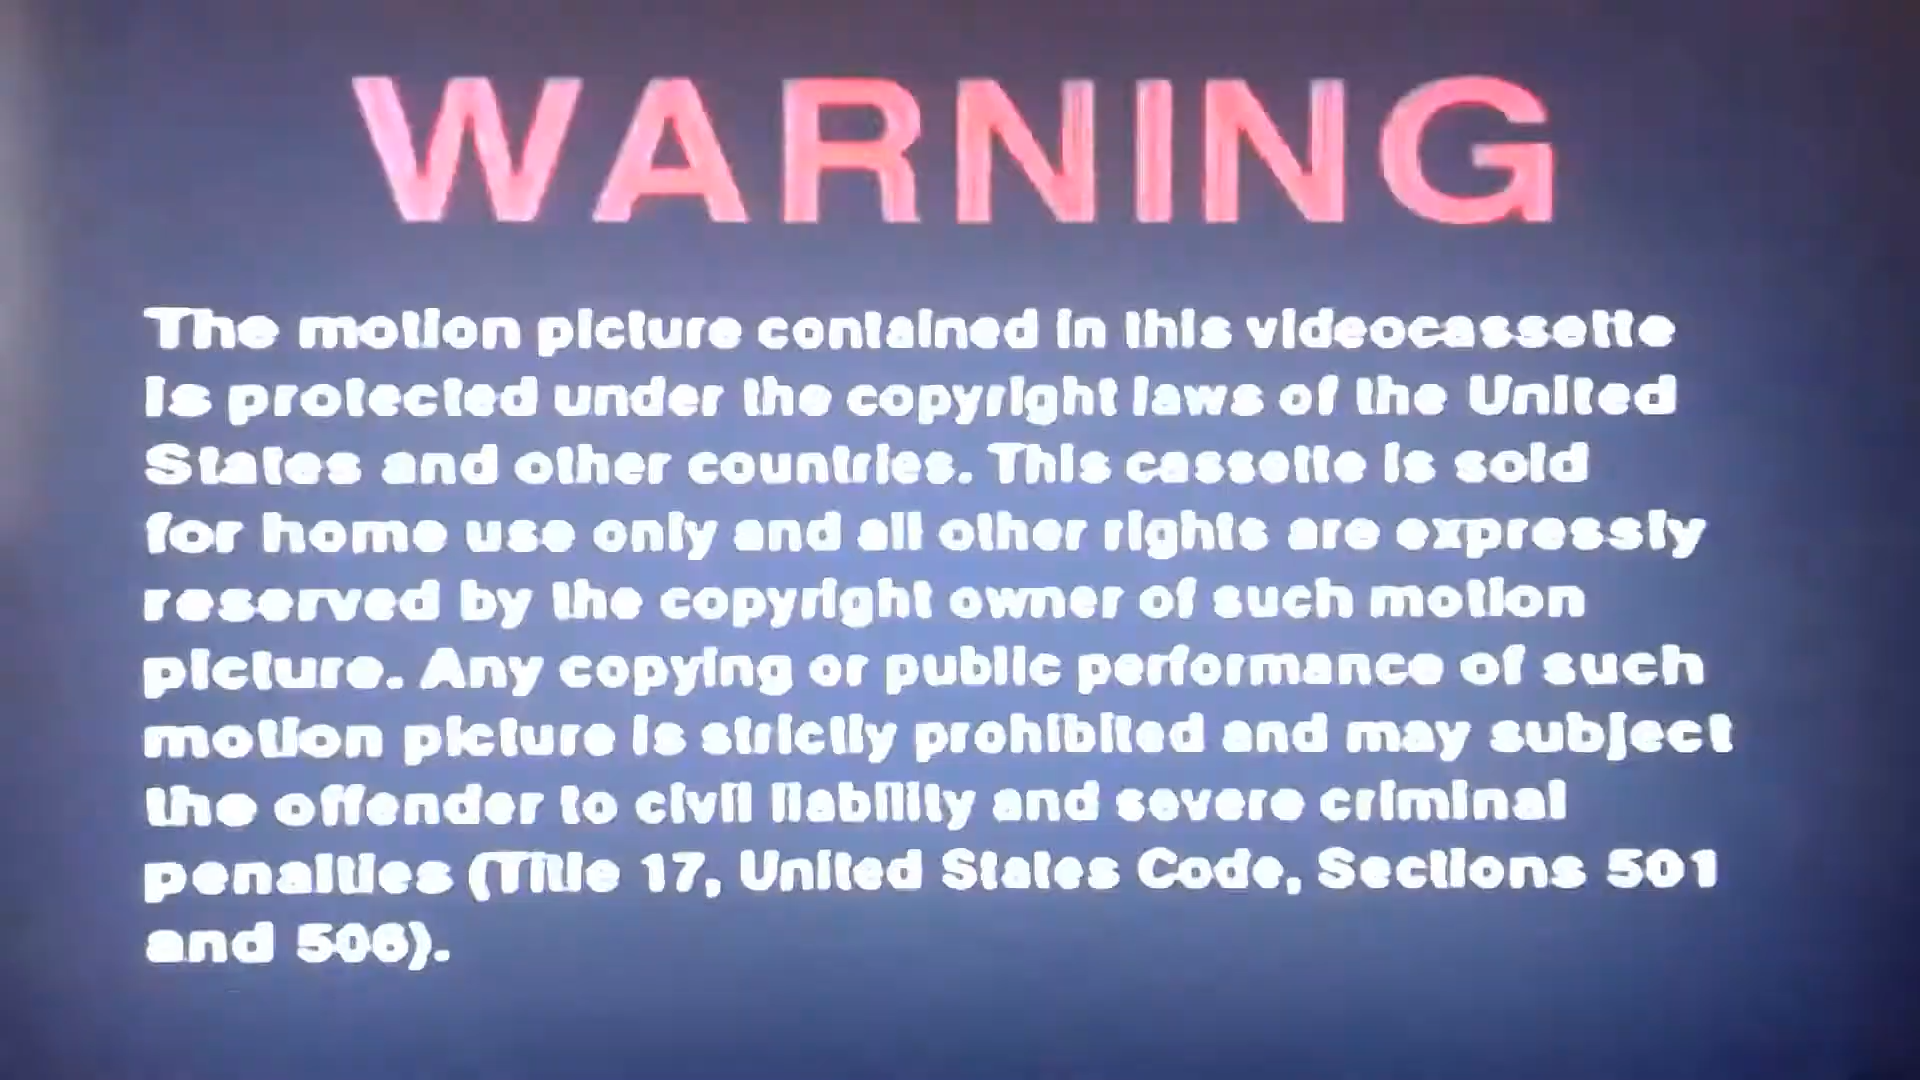 WARNING
The motion picture contained in this videocassette
is protected under the copyright laws of the United
States and other countries. This cassette is sold
for home use only and all other rights are expressly
reserved by the copyright owner of such motion
picture. Any copying or public performance of such
motion picture is strictly prohibited and may subject
the offender to civil liability and severe criminal
penalties (Title 17, United States Code, Sections 501
and 506).